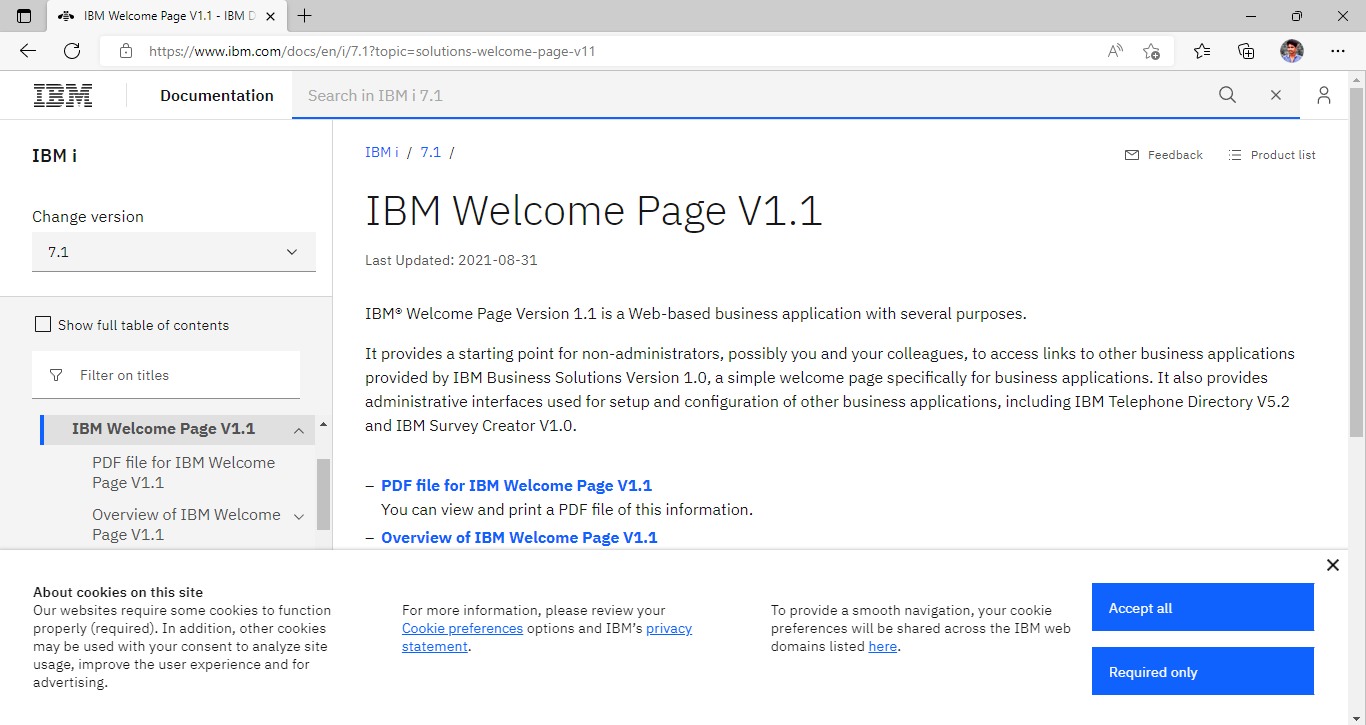 IBM Welcome Page V1.1 - IBM D
https://www.ibm.com/docs/en/i/7.1?topic=solutions-welcome-page-v11
IBM
Documentation
Search in IBM i 7.1
IBM i
Change version
7.1
Show full table of contents
Filter on titles
IBM Welcome Page V1.1
PDF file for IBM Welcome
Page V1.1
Overview of IBM Welcome
Page V1.1
IBM i / 7.1 /
Feedback
Product list
IBM Welcome Page V1.1
Last Updated: 2021-08-31
IBM® Welcome Page Version 1.1 is a Web-based business application with several purposes.
It provides a starting point for non-administrators, possibly you and your colleagues, to access links to other business applications
provided by IBM Business Solutions Version 1.0, a simple welcome page specifically for business applications. It also provides
administrative interfaces used for setup and configuration of other business applications, including IBM Telephone Directory V5.2
and IBM Survey Creator V1.0.
– PDF file for IBM Welcome Page V1.1
You can view and print a PDF file of this information.
– Overview of IBM Welcome Page V1.1
About cookies on this site
Our websites require some cookies to function
properly (required). In addition, other cookies
may be used with your consent to analyze site
usage, improve the user experience and for
advertising.
For more information, please review your
Cookie preferences options and IBM's privacy
statement.
To provide a smooth navigation, your cookie
preferences will be shared across the IBM web
domains listed here.
Accept all
Required only